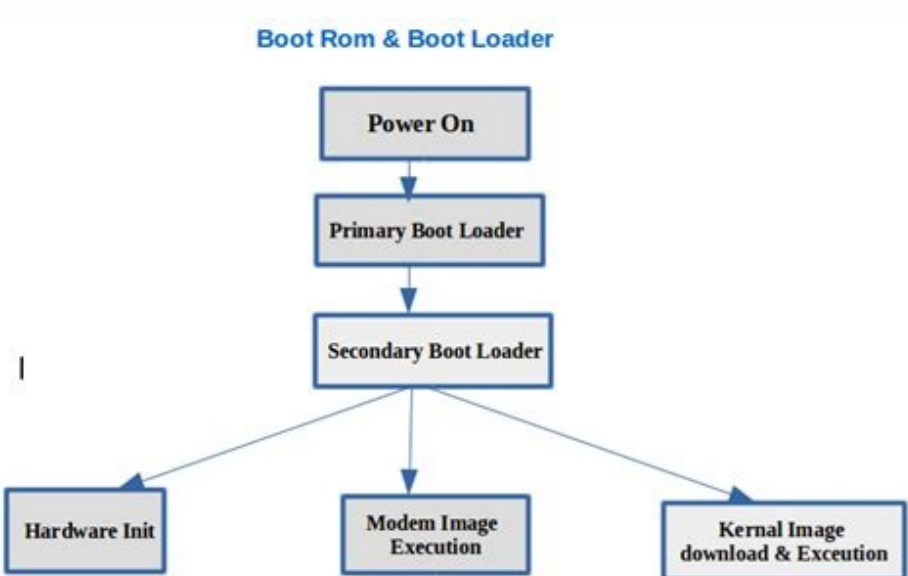 Boot Rom & Boot Loader
Power On
Primary Boot Loader
Secondary Boot Loader
Hardware Init
Modem Image
Execution
Kernal Image
download & Exceution